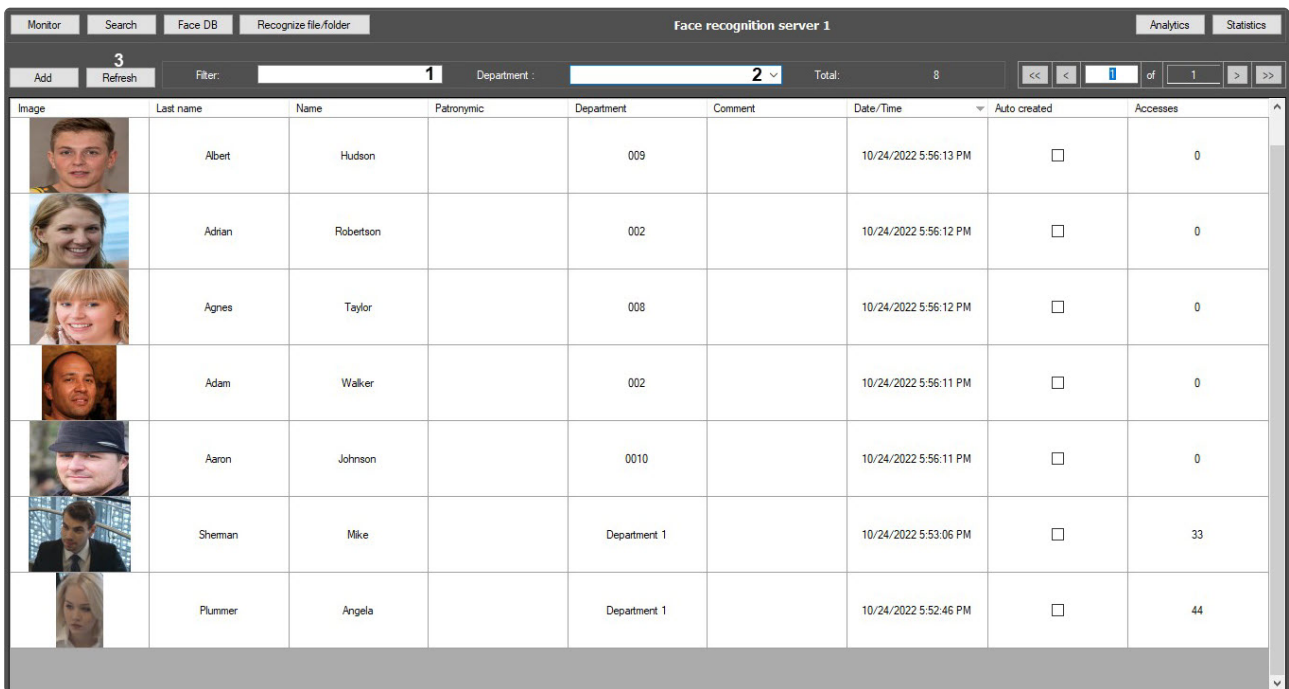 Monitor Search Face DB Recognize file/folder Face recognition server 1 Analytics Statistics
3
Add Refresh Filter: 1 Department : 2 Total: 8 << < 1 of 1 > >>
Image Last name Name Patronymic Department Comment Date/Time Auto created Accesses
Albert Hudson 009 10/24/2022 5:56:13 PM 0
Adrian Robertson 002 10/24/2022 5:56:12 PM 0
Agnes Taylor 008 10/24/2022 5:56:12 PM 0
Adam Walker 002 10/24/2022 5:56:11 PM 0
Aaron Johnson 0010 10/24/2022 5:56:11 PM 0
Sherman Mike Department 1 10/24/2022 5:53:06 PM 33
Plummer Angela Department 1 10/24/2022 5:52:46 PM 44